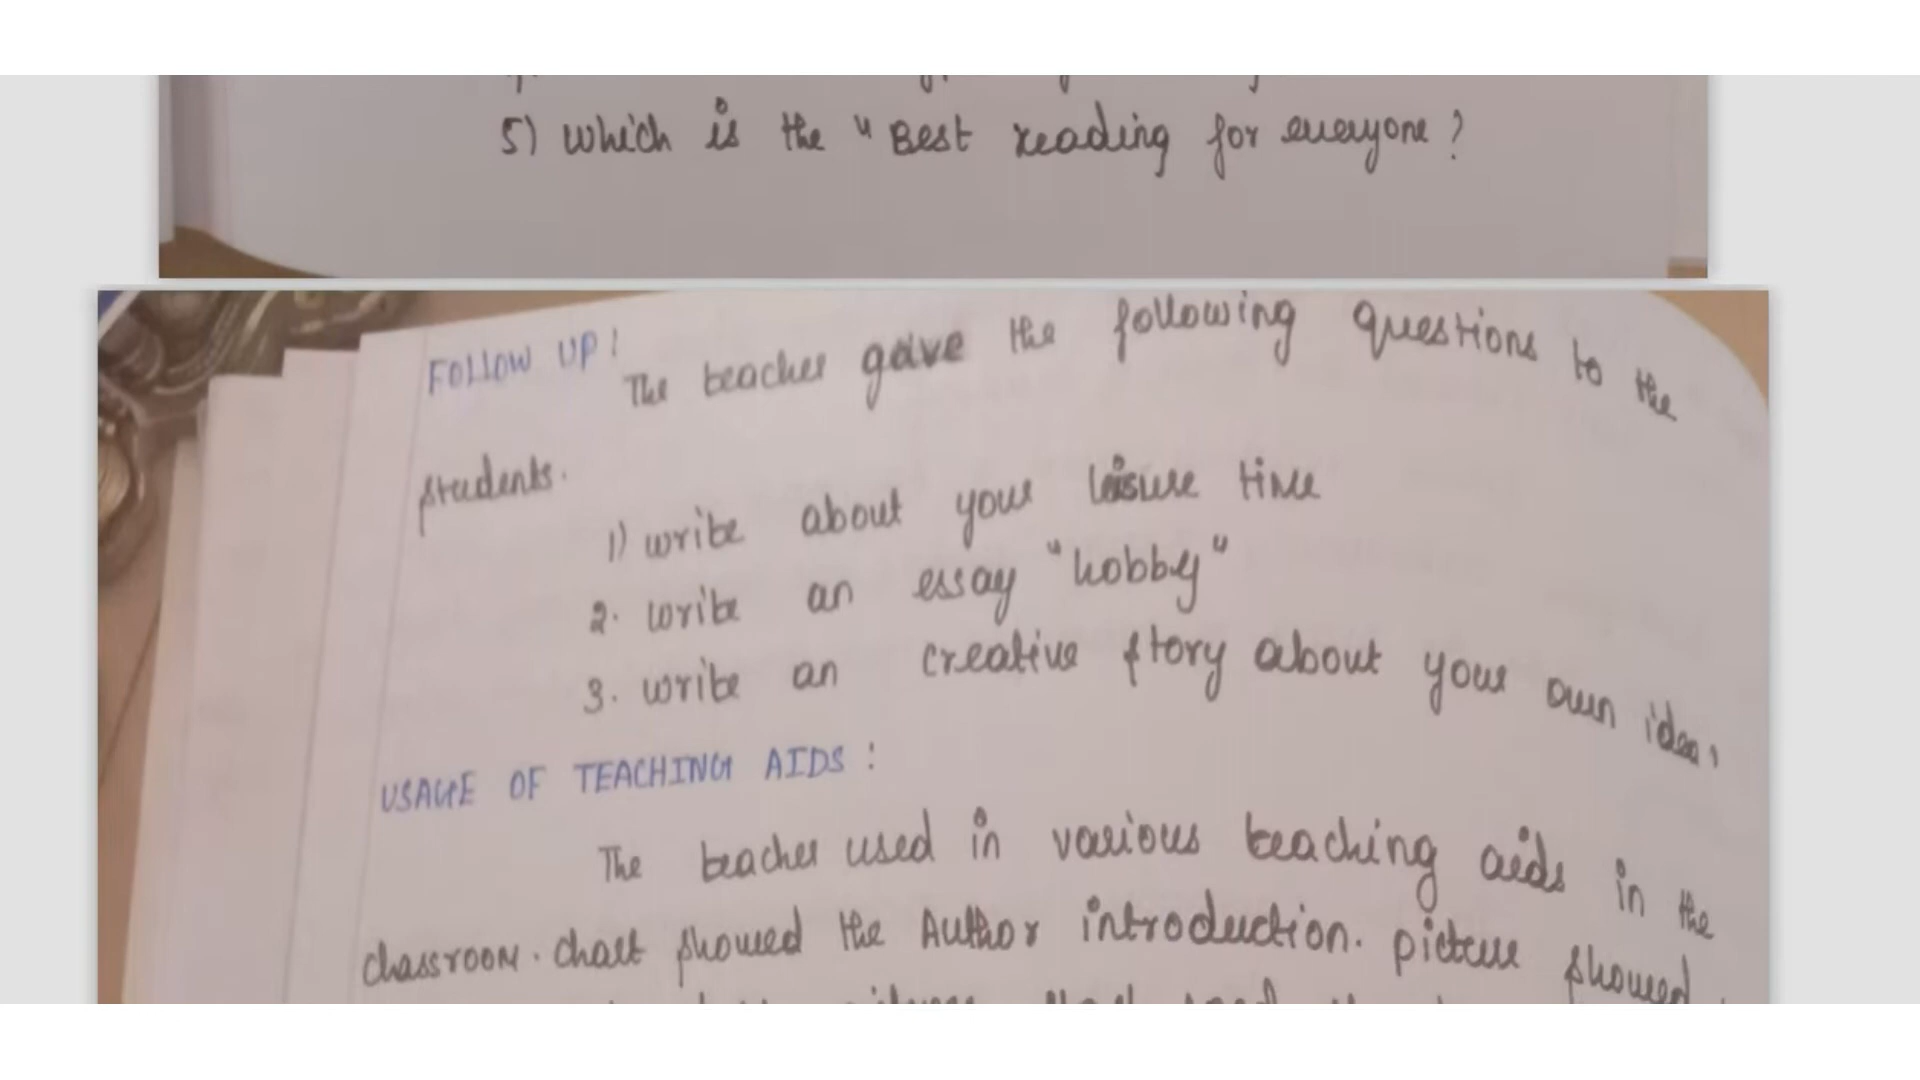 5) Which is the "Best reading for everyone?
FOLLOW UP:
The teacher gave the following questions to the
students.
1) write about your leisure time
2. write an essay "hobby"
3. write an creative story about your own idea,
USAGE OF TEACHING AIDS :
The teacher used in various teaching aids in the
classroom. Chart showed the Author introduction. picture showed